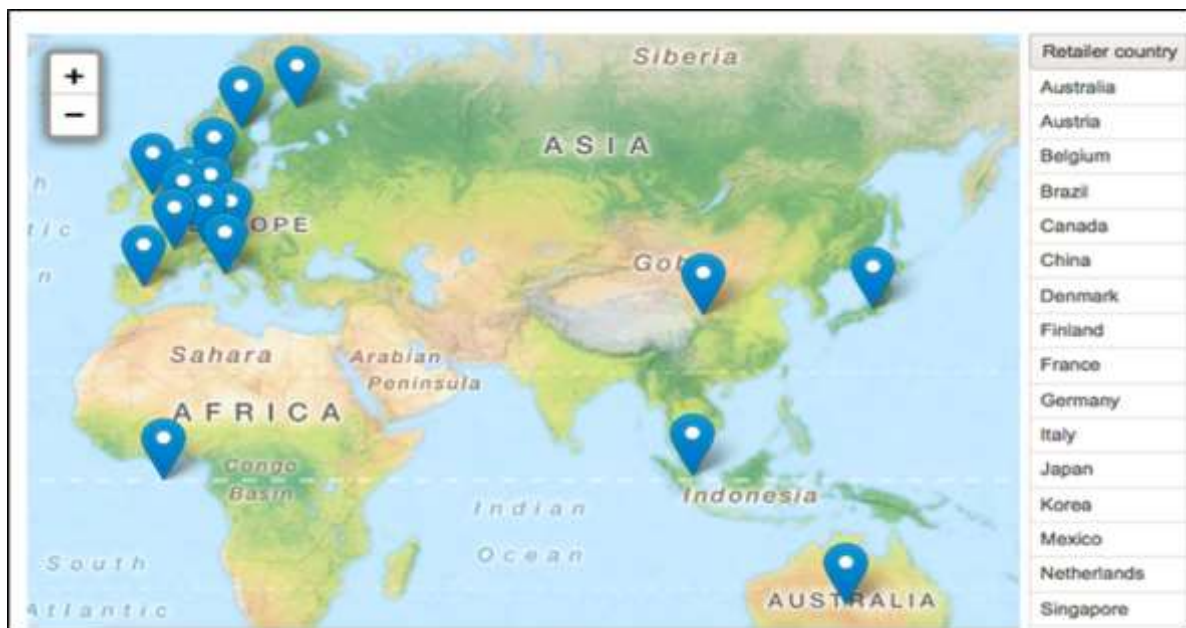 +
−
Siberia
ASIA
OPE
Gob
Sahara
Arabian
Peninsula
AFRICA
Congo
Basin
Indonesia
Indian
Ocean
South
Atlantic
AUSTRALIA
h
tic
n
Retailer country
Australia
Austria
Belgium
Brazil
Canada
China
Denmark
Finland
France
Germany
Italy
Japan
Korea
Mexico
Netherlands
Singapore